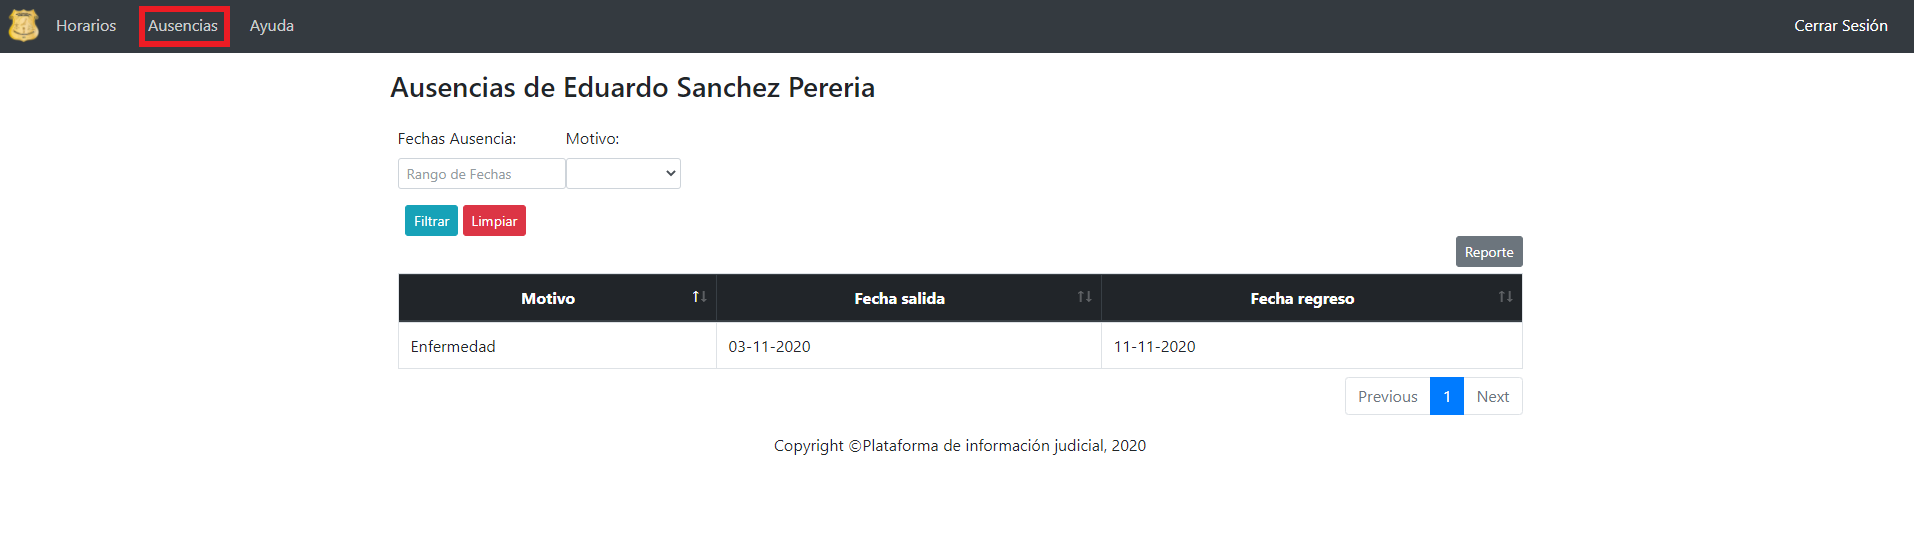 Horarios Ausencias Ayuda Cerrar Sesión
Ausencias de Eduardo Sanchez Pereria
Fechas Ausencia: Motivo:
Rango de Fechas
Filtrar Limpiar
Reporte
Motivo Fecha salida Fecha regreso
Enfermedad 03-11-2020 11-11-2020
Previous 1 Next
Copyright ©Plataforma de información judicial, 2020